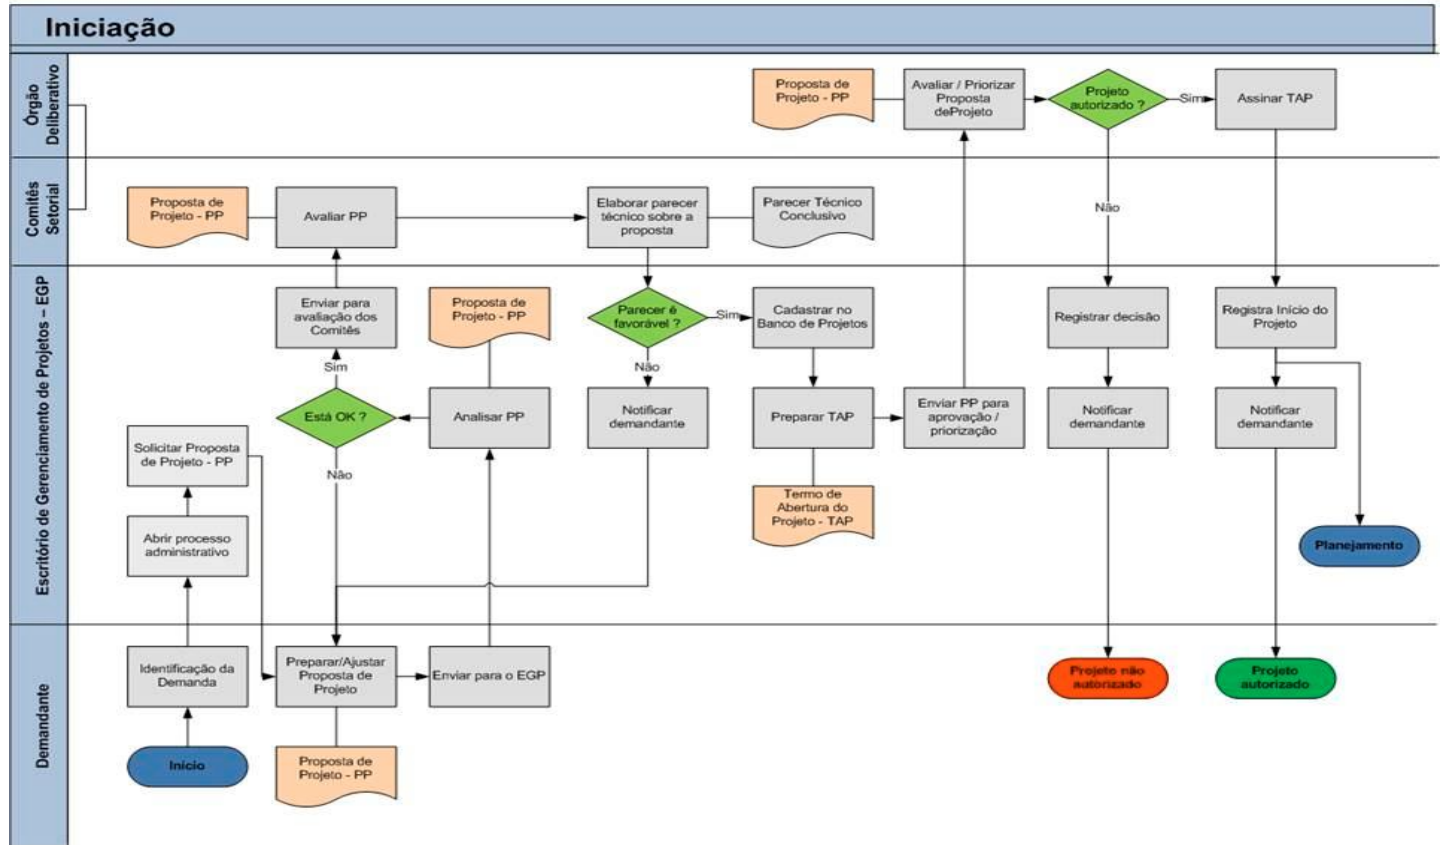 Iniciação
Órgão
Deliberativo
Proposta de
Projeto - PP
Avaliar / Priorizar
Proposta
deProjeto
Projeto
autorizado ?
Sim
Assinar TAP
Não
Comitês
Setorial
Proposta de
Projeto - PP
Avaliar PP
Elaborar parecer
técnico sobre a
proposta
Parecer Técnico
Conclusivo
Escritório de Gerenciamento de Projetos – EGP
Enviar para
avaliação dos
Comitês
Proposta de
Projeto - PP
Parecer é
favorável ?
Sim
Cadastrar no
Banco de Projetos
Registrar decisão
Registra Início do
Projeto
Sim
Não
Está OK ?
Analisar PP
Notificar
demandante
Preparar TAP
Enviar PP para
aprovação /
priorização
Notificar
demandante
Notificar
demandante
Solicitar Proposta
de Projeto - PP
Não
Termo de
Abertura do
Projeto - TAP
Abrir processo
administrativo
Planejamento
Demandante
Identificação da
Demanda
Preparar/Ajustar
Proposta de
Projeto
Enviar para o EGP
Projeto não
autorizado
Projeto
autorizado
Início
Proposta de
Projeto - PP